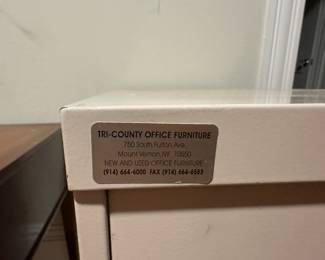 TRI-COUNTY OFFICE FURNITURE
750 South Fulton Ave.
Mount Vernon, NY 10550
NEW AND USED OFFICE FURNITURE
(914) 664-6000 FAX (914) 664-6583